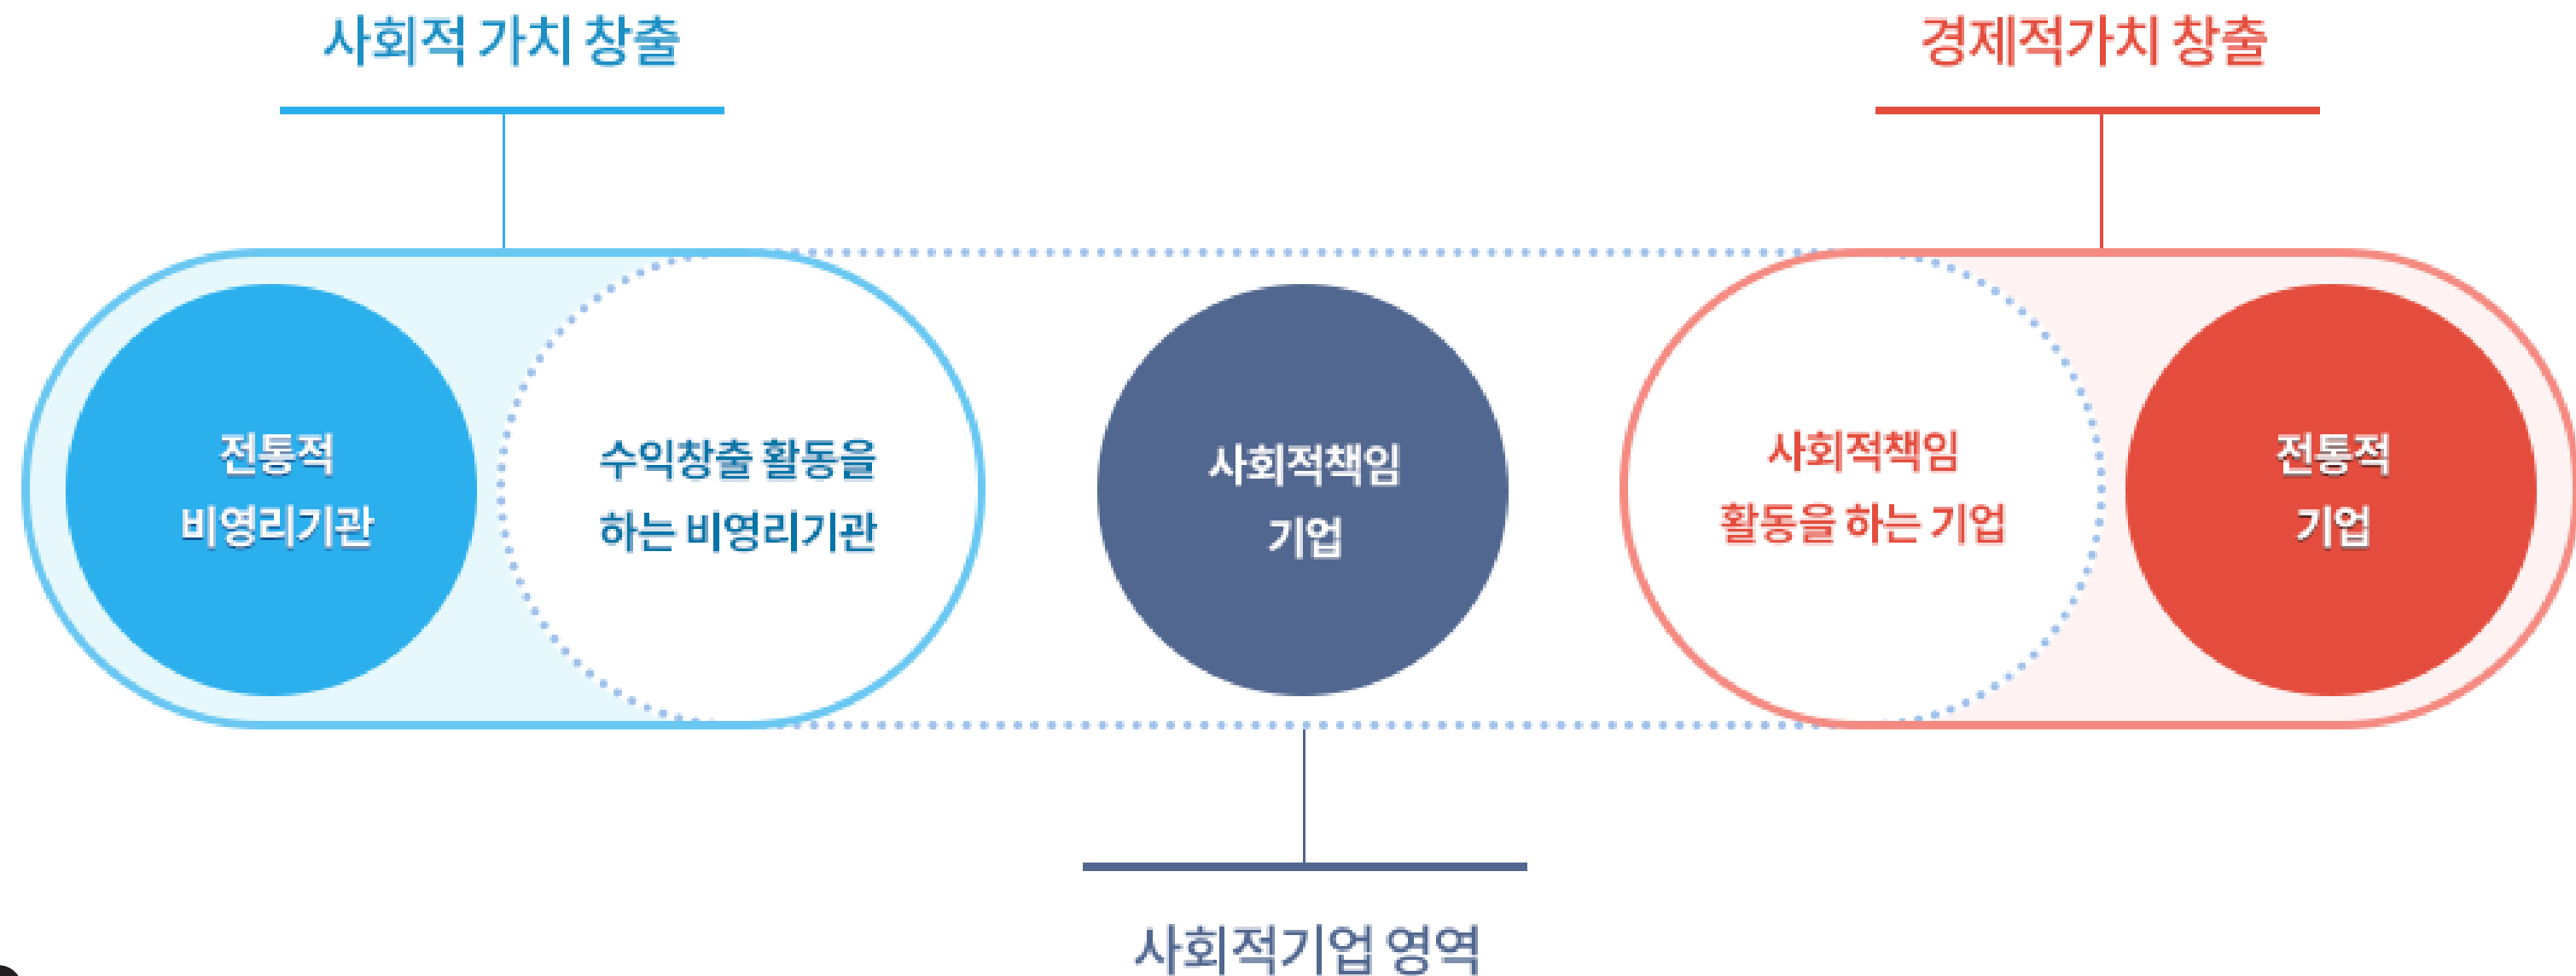 사회적 가치 창출
경제적가치 창출
전통적
비영리기관
수익창출 활동을
하는 비영리기관
사회적책임
기업
사회적책임
활동을 하는 기업
전통적
기업
사회적기업 영역